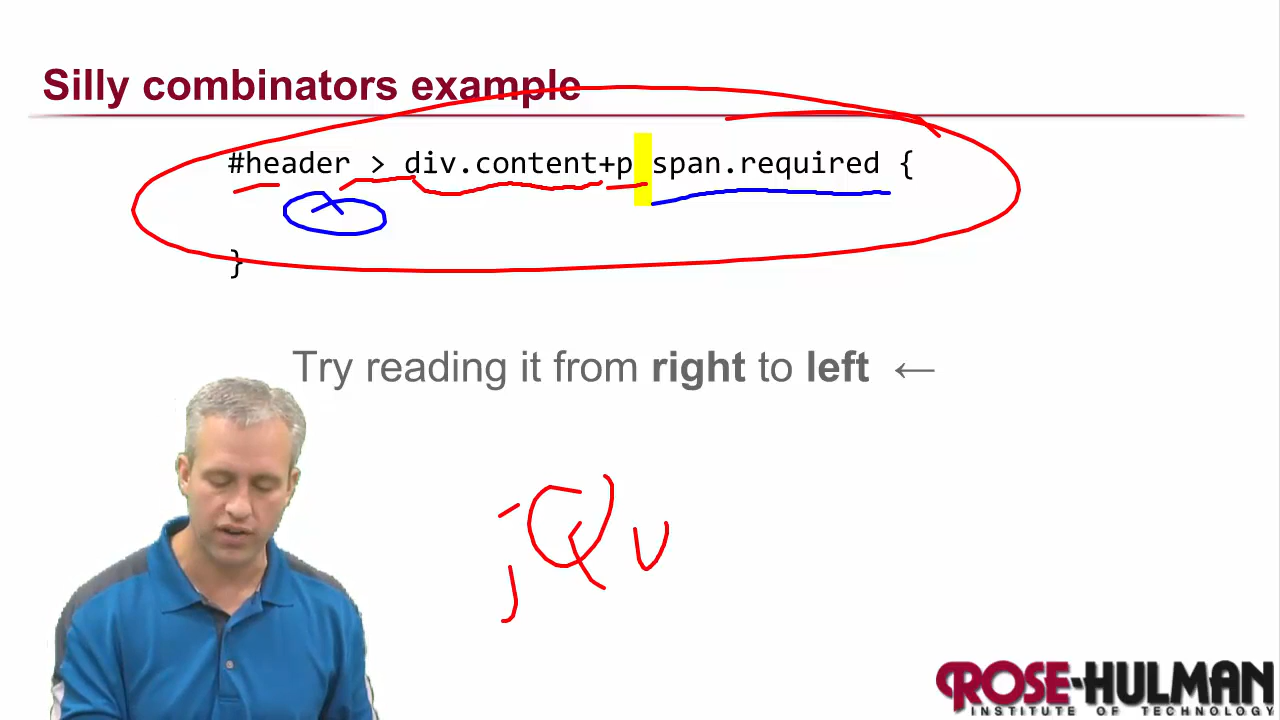 Silly combinators example
#header > div.content+p span.required {
}
Try reading it from right to left ←
jQu
ROSE-HULMAN
INSTITUTE OF TECHNOLOGY